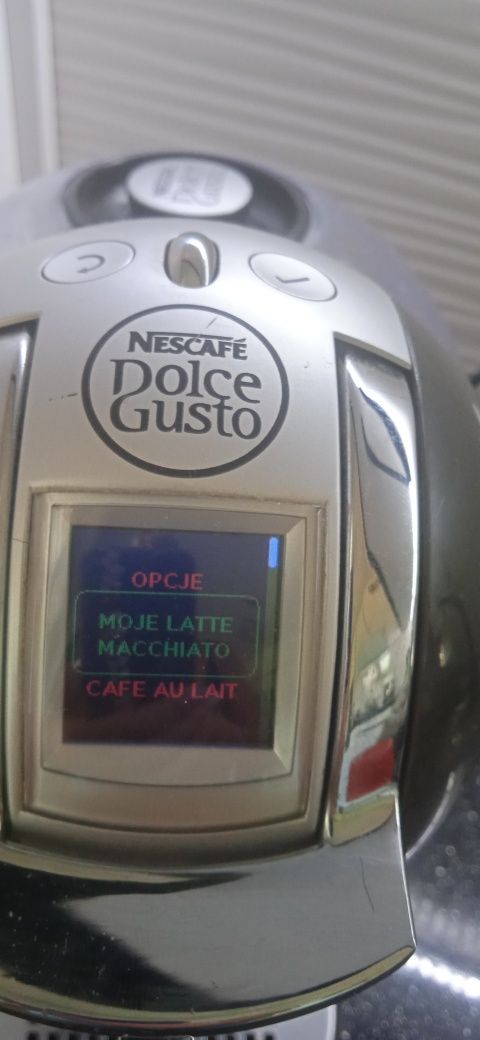 NESCAFÉ
Dolce
Gusto
OPCJE
MOJE LATTE
MACCHIATO
CAFE AU LAIT